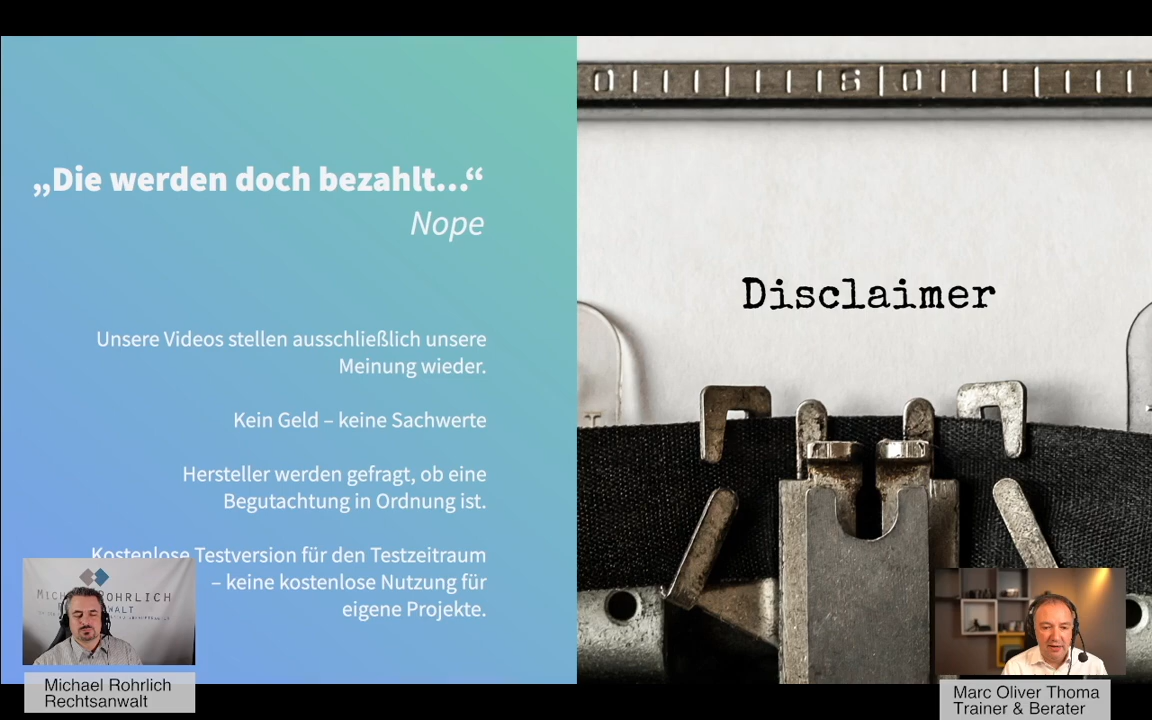 „Die werden doch bezahlt...“
Nope
Unsere Videos stellen ausschließlich unsere
Meinung wieder.
Kein Geld – keine Sachwerte
Hersteller werden gefragt, ob eine
Begutachtung in Ordnung ist.
Kostenlose Testversion für den Testzeitraum
– keine kostenlose Nutzung für
eigene Projekte.
Disclaimer
Michael Rohrlich
Rechtsanwalt
Marc Oliver Thoma
Trainer & Berater